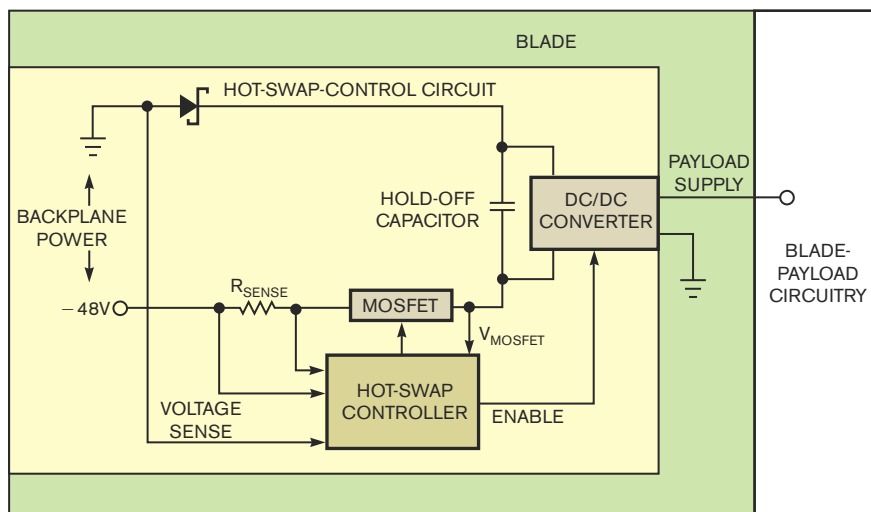 BLADE
HOT-SWAP-CONTROL CIRCUIT
PAYLOAD
SUPPLY
HOLD-OFF
CAPACITOR
DC/DC
CONVERTER
BACKPLANE
POWER
BLADE-
PAYLOAD
CIRCUITRY
RSENSE
−48V
MOSFET
VMOSFET
HOT-SWAP
CONTROLLER
VOLTAGE
SENSE
ENABLE